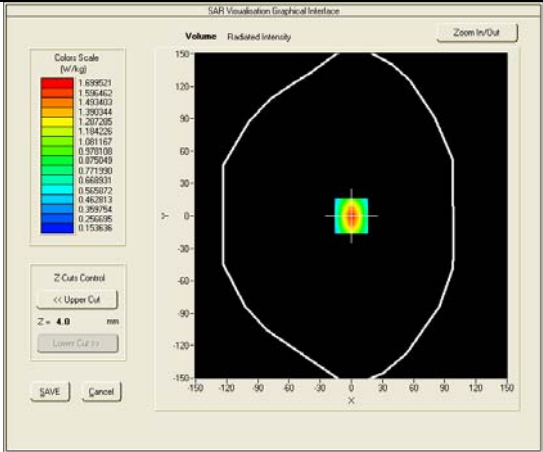 SAR Visualisation Graphical Interface
Volume Radiated Intensity
Zoom In/Out
Colors Scale
(W/kg)
1.699521
1.596462
1.493403
1.390344
1.287285
1.184226
1.081167
0.978108
0.875049
0.771990
0.668931
0.565872
0.462813
0.359754
0.256695
0.153636
Z-Cuts Control
<< Upper Cut
Z = 4.0 mm
Lower Cut >>
SAVE Cancel
150
120
90
60
30
0
-30
-60
-90
-120
-150
Y
-150 -120 -90 -60 -30 0 30 60 90 120 150
X